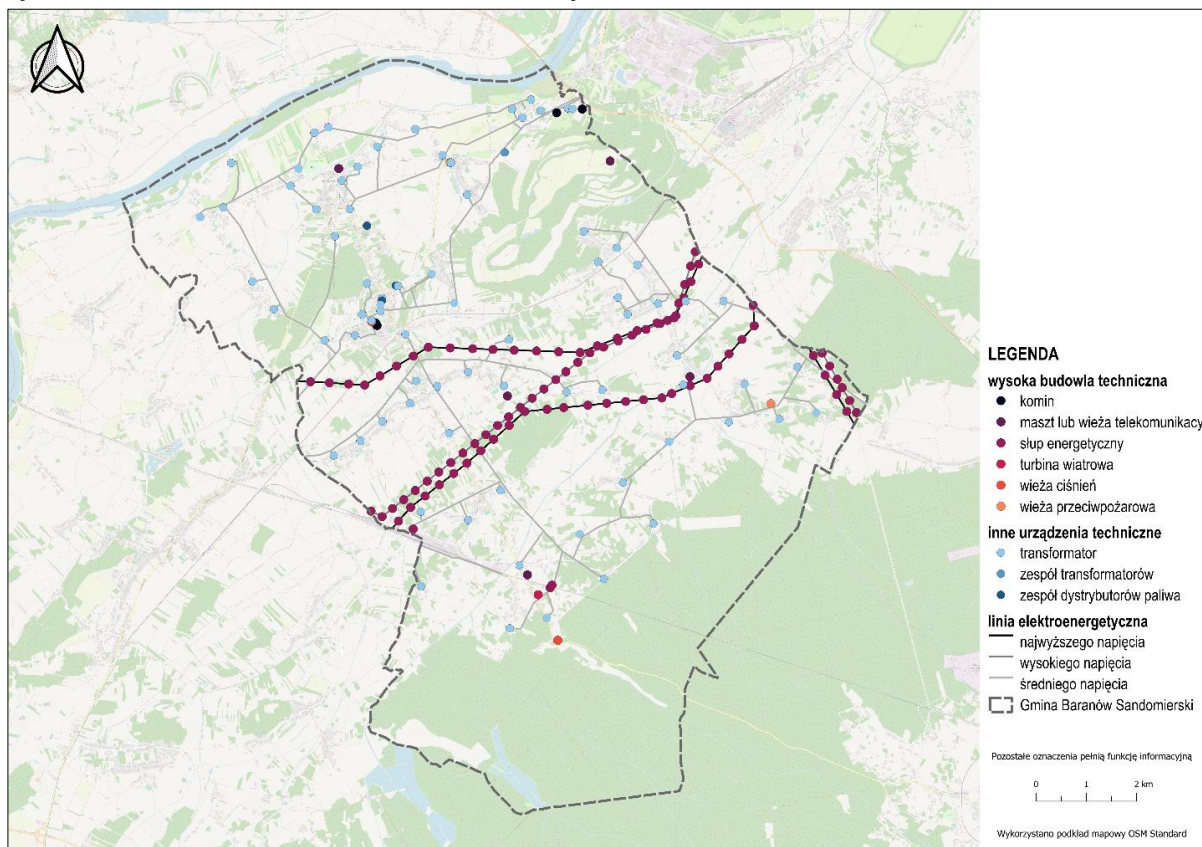 LEGENDA
wysoka budowla techniczna
komin
maszt lub wieża telekomunikacy
słup energetyczny
turbina wiatrowa
wieża ciśnień
wieża przeciwpożarowa
inne urządzenia techniczne
transformator
zespół transformatorów
zespół dystrybutorów paliwa
linia elektroenergetyczna
najwyższego napięcia
wysokiego napięcia
średniego napięcia
Gmina Baranów Sandomierski
Pozostałe oznaczenia pełnią funkcję informacyjną
0 1 2 km
Wykorzystano podkład mapowy OSM Standard